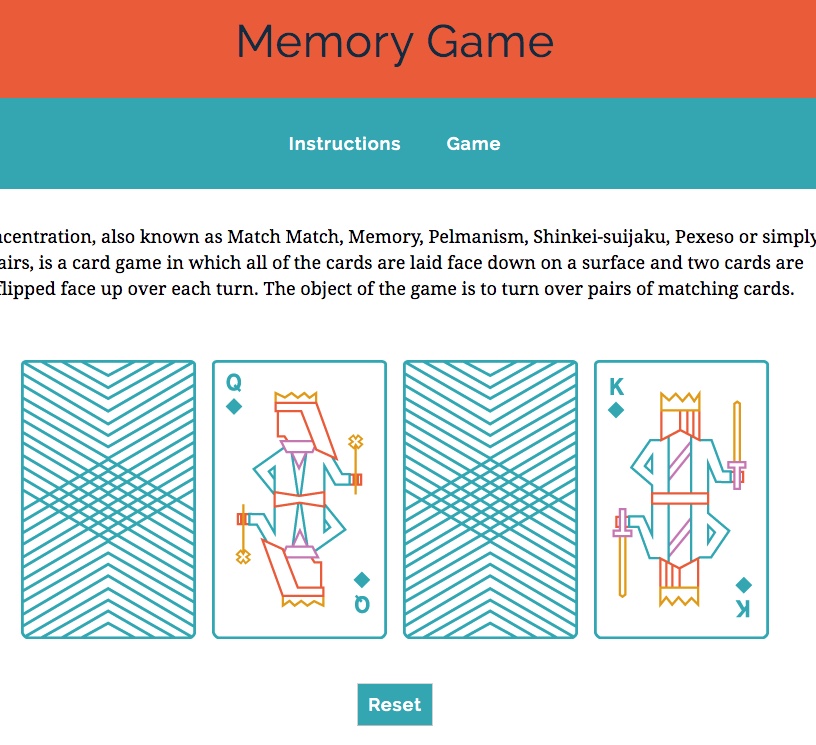 Memory Game
Instructions Game
ncentration, also known as Match Match, Memory, Pelmanism, Shinkei-suijaku, Pexeso or simply
airs, is a card game in which all of the cards are laid face down on a surface and two cards are
flipped face up over each turn. The object of the game is to turn over pairs of matching cards.
Q
K
Q
K
Reset